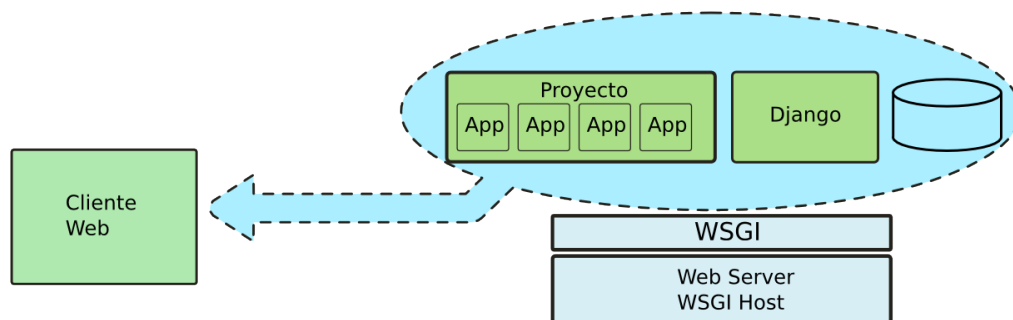 Proyecto
App App App App
Django
Cliente
Web
WSGI
Web Server
WSGI Host